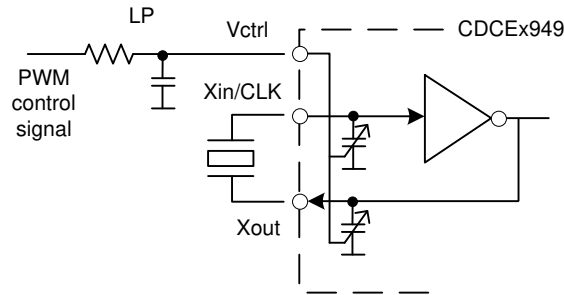 LP
Vctrl
CDCEx949
PWM
control
signal
Xin/CLK
Xout